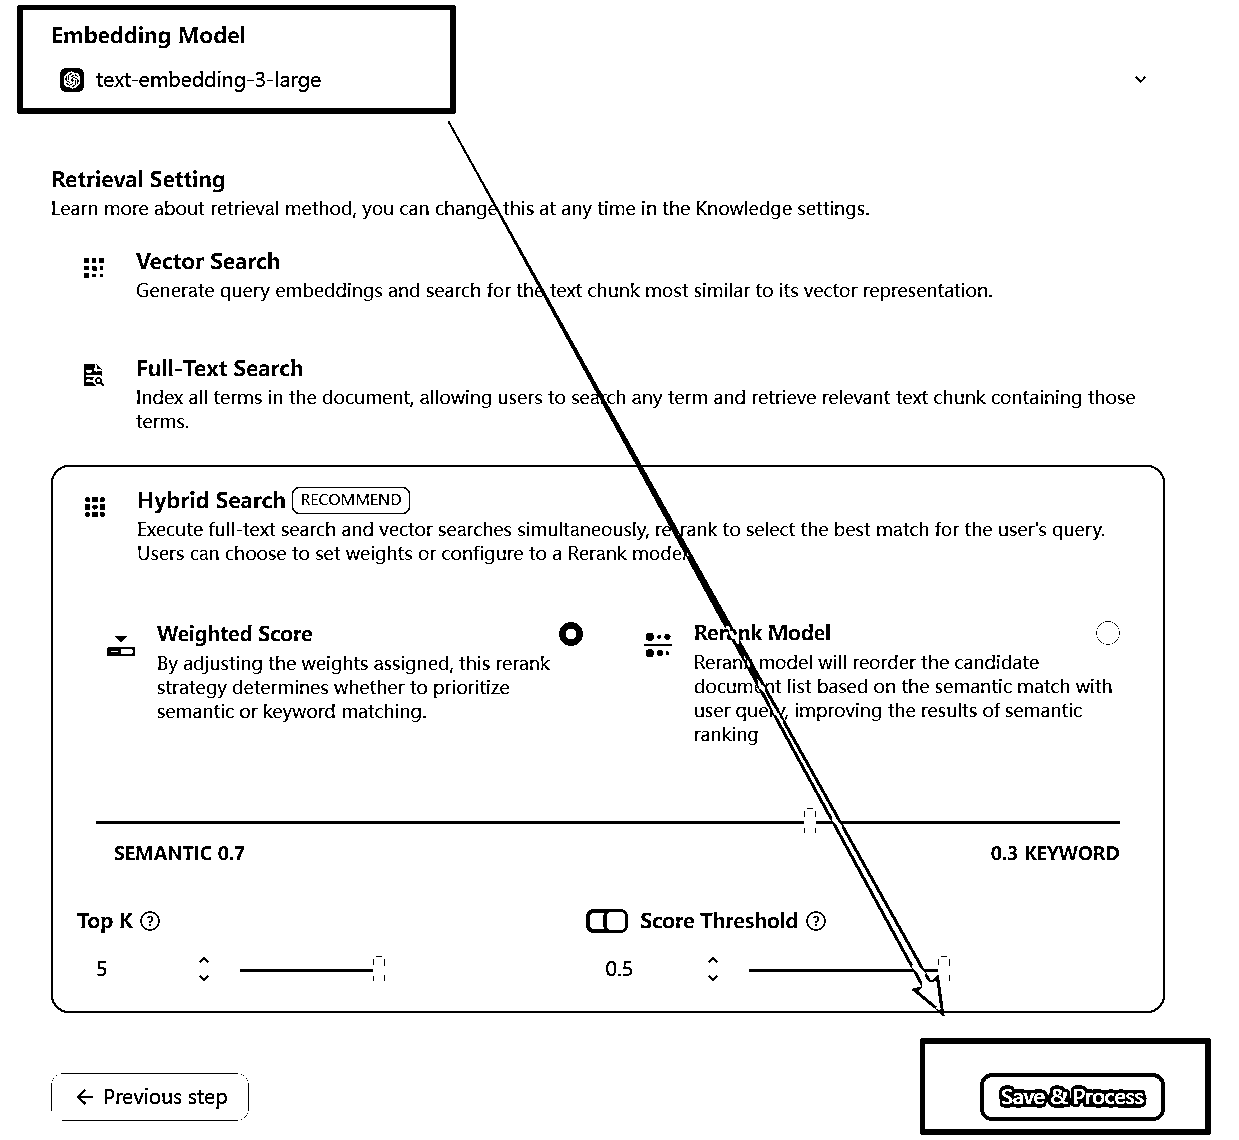 Embedding Model
text-embedding-3-large
Retrieval Setting
Learn more about retrieval method, you can change this at any time in the Knowledge settings.
Vector Search
Generate query embeddings and search for the text chunk most similar to its vector representation.
Full-Text Search
Index all terms in the document, allowing users to search any term and retrieve relevant text chunk containing those
terms.
Hybrid Search RECOMMEND
Execute full-text search and vector searches simultaneously, re-rank to select the best match for the user's query.
Users can choose to set weights or configure to a Rerank model.
Weighted Score
By adjusting the weights assigned, this rerank
strategy determines whether to prioritize
semantic or keyword matching.
Rerank Model
Rerank model will reorder the candidate
document list based on the semantic match with
user query, improving the results of semantic
ranking
SEMANTIC 0.7
0.3 KEYWORD
Top K
Score Threshold
5
0.5
← Previous step
Save & Process